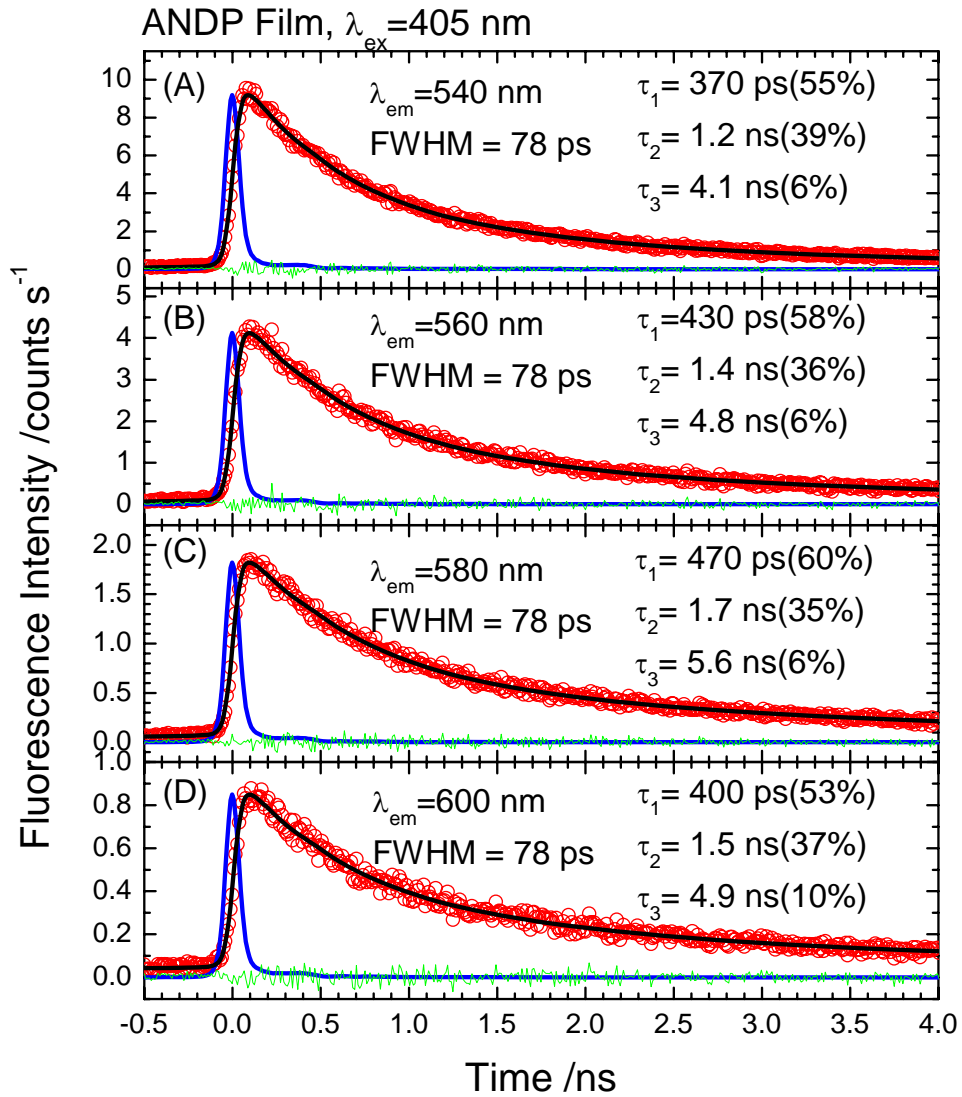 ANDP Film, λex=405 nm
Fluorescence Intensity /counts s⁻¹
(A)
λem=540 nm
FWHM = 78 ps
τ1= 370 ps(55%)
τ2= 1.2 ns(39%)
τ3= 4.1 ns(6%)
10
8
6
4
2
0
(B)
λem=560 nm
FWHM = 78 ps
τ1=430 ps(58%)
τ2= 1.4 ns(36%)
τ3= 4.8 ns(6%)
5
4
3
2
1
0
(C)
λem=580 nm
FWHM = 78 ps
τ1= 470 ps(60%)
τ2= 1.7 ns(35%)
τ3= 5.6 ns(6%)
2.0
1.5
1.0
0.5
0.0
(D)
λem=600 nm
FWHM = 78 ps
τ1= 400 ps(53%)
τ2= 1.5 ns(37%)
τ3= 4.9 ns(10%)
1.0
0.8
0.6
0.4
0.2
0.0
-0.5 0.0 0.5 1.0 1.5 2.0 2.5 3.0 3.5 4.0
Time /ns